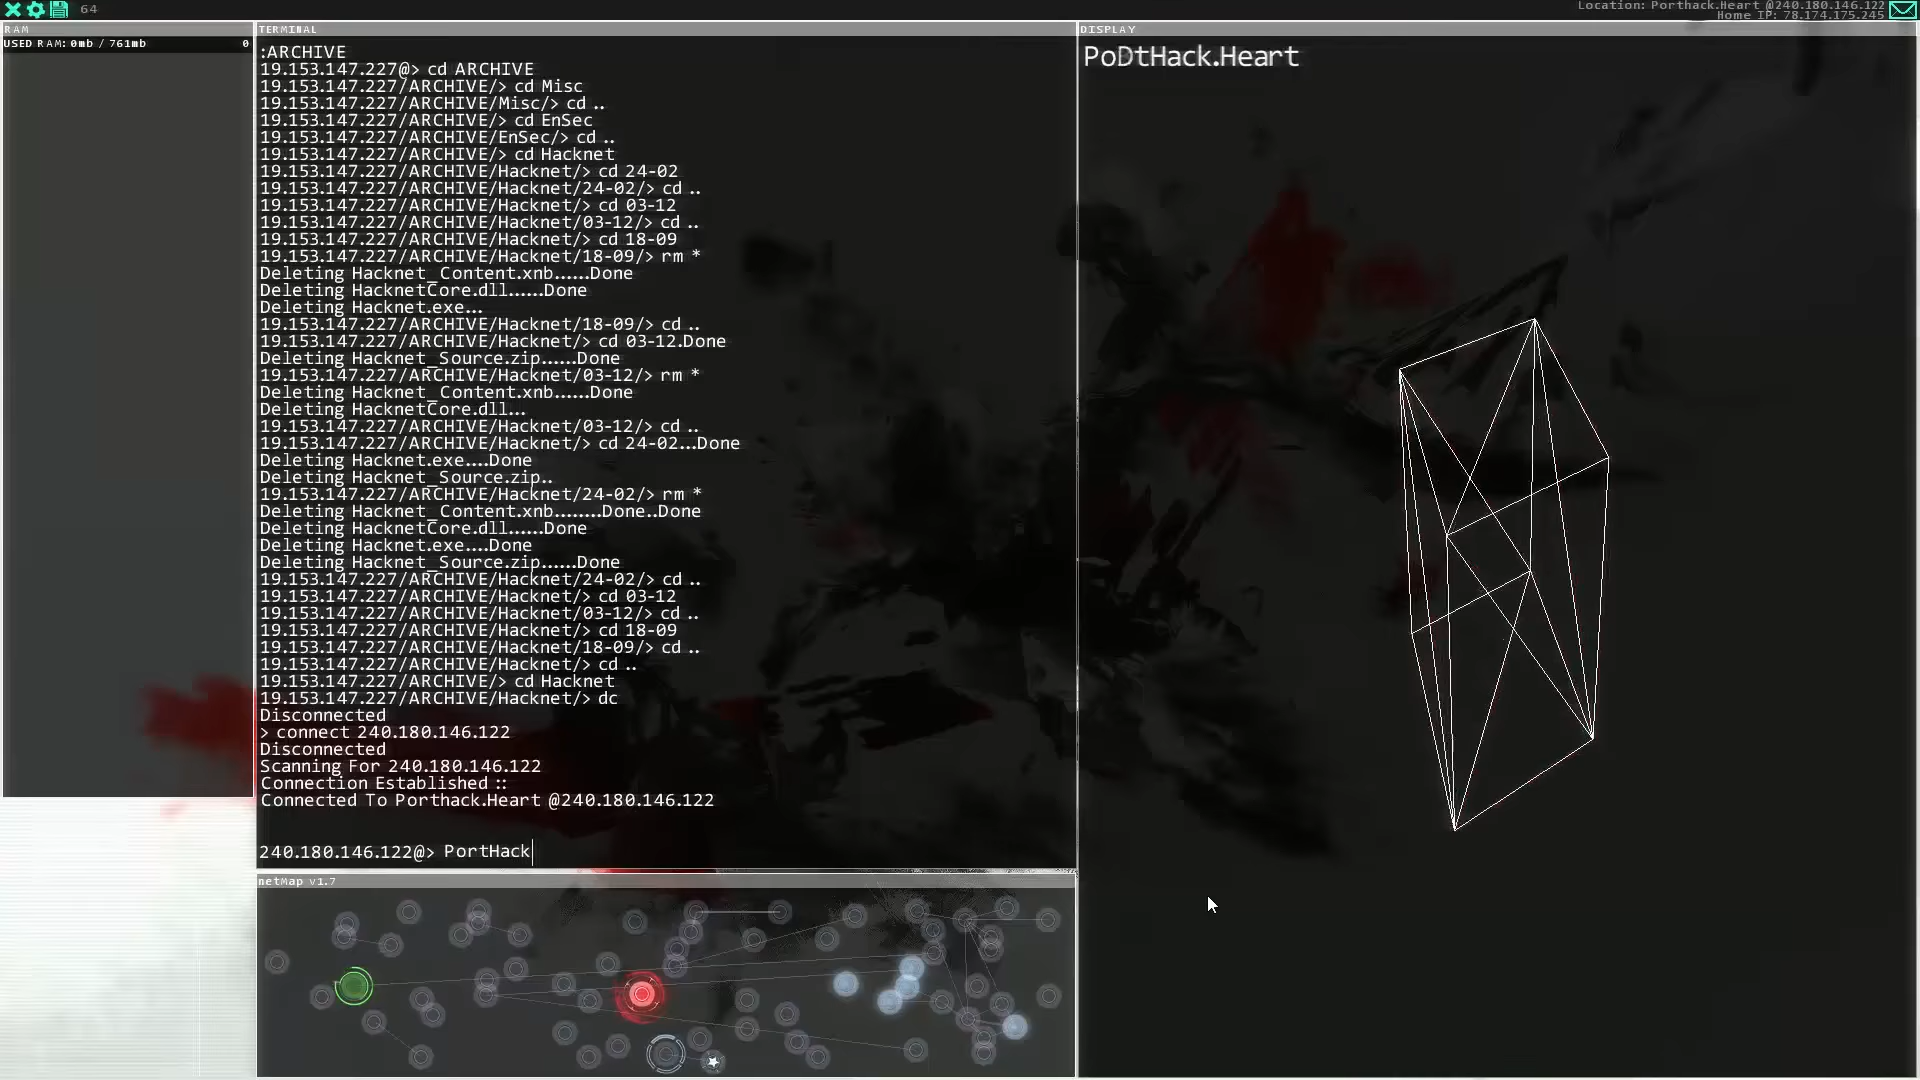 64
Location: Porthack.Heart @240.180.146.122
Home IP: 78.174.175.245
RAM
USED RAM: 0mb / 761mb
0
TERMINAL
:ARCHIVE
19.153.147.227@> cd ARCHIVE
19.153.147.227/ARCHIVE/> cd Misc
19.153.147.227/ARCHIVE/Misc/> cd ..
19.153.147.227/ARCHIVE/> cd EnSec
19.153.147.227/ARCHIVE/EnSec/> cd ..
19.153.147.227/ARCHIVE/> cd Hacknet
19.153.147.227/ARCHIVE/Hacknet/> cd 24-02
19.153.147.227/ARCHIVE/Hacknet/24-02/> cd ..
19.153.147.227/ARCHIVE/Hacknet/> cd 03-12
19.153.147.227/ARCHIVE/Hacknet/03-12/> cd ..
19.153.147.227/ARCHIVE/Hacknet/> cd 18-09
19.153.147.227/ARCHIVE/Hacknet/18-09/> rm *
Deleting Hacknet_Content.xnb......Done
Deleting HacknetCore.dll......Done
Deleting Hacknet.exe...
19.153.147.227/ARCHIVE/Hacknet/18-09/> cd ..
19.153.147.227/ARCHIVE/Hacknet/> cd 03-12.Done
Deleting Hacknet_Source.zip......Done
19.153.147.227/ARCHIVE/Hacknet/03-12/> rm *
Deleting Hacknet_Content.xnb......Done
Deleting HacknetCore.dll...
19.153.147.227/ARCHIVE/Hacknet/03-12/> cd ..
19.153.147.227/ARCHIVE/Hacknet/> cd 24-02...Done
Deleting Hacknet.exe....Done
Deleting Hacknet_Source.zip..
19.153.147.227/ARCHIVE/Hacknet/24-02/> rm *
Deleting Hacknet_Content.xnb........Done..Done
Deleting HacknetCore.dll......Done
Deleting Hacknet.exe....Done
Deleting Hacknet_Source.zip......Done
19.153.147.227/ARCHIVE/Hacknet/24-02/> cd ..
19.153.147.227/ARCHIVE/Hacknet/> cd 03-12
19.153.147.227/ARCHIVE/Hacknet/03-12/> cd ..
19.153.147.227/ARCHIVE/Hacknet/> cd 18-09
19.153.147.227/ARCHIVE/Hacknet/18-09/> cd ..
19.153.147.227/ARCHIVE/Hacknet/> cd ..
19.153.147.227/ARCHIVE/> cd Hacknet
19.153.147.227/ARCHIVE/Hacknet/> dc
Disconnected
> connect 240.180.146.122
Disconnected
Scanning For 240.180.146.122
Connection Established ::
Connected To Porthack.Heart @240.180.146.122
240.180.146.122@> PortHack
netMap v1.7
DISPLAY
PoDtHack.Heart